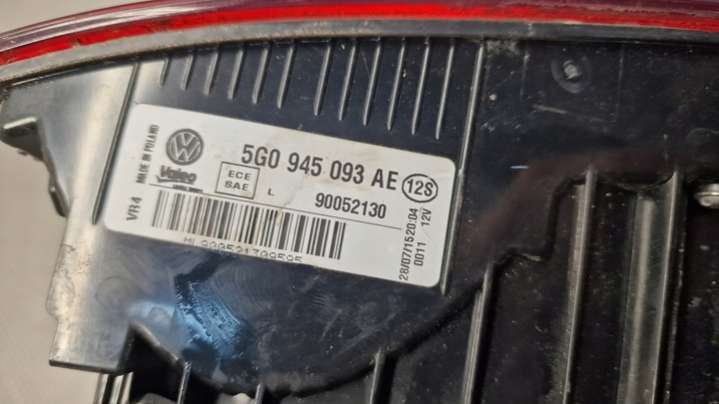 MADE IN POLAND
VW
Valeo
5G0 945 093 AE
12S
ECE
SAE
L
90052130
VR4
28/07/15 20:04
0011 12V